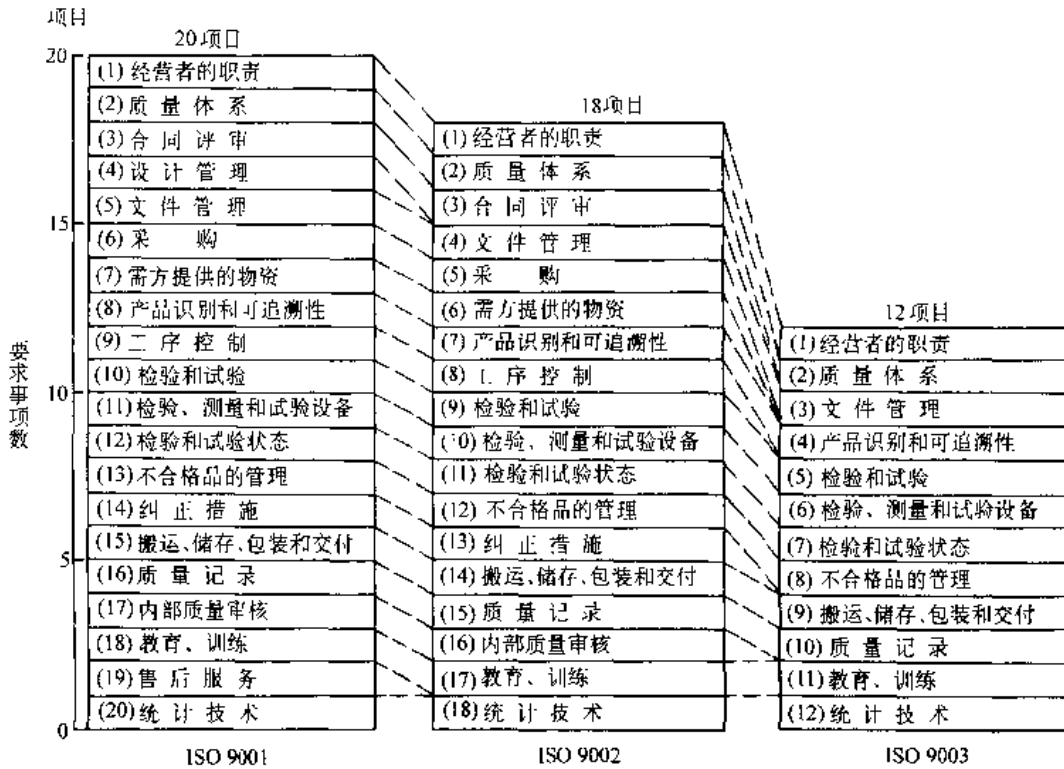 项目
20项目
20
(1)经营者的职责
(2)质量体系
(3)合同评审
(4)设计管理
(5)文件管理
15
(6)采 购
(7)需方提供的物资
(8)产品识别和可追溯性
(9)工序控制
(10)检验和试验
10
(11)检验、测量和试验设备
(12)检验和试验状态
(13)不合格品的管理
(14)纠正措施
(15)搬运、储存、包装和交付
5
(16)质量记录
(17)内部质量审核
(18)教育、训练
(19)售后服务
(20)统计技术
0
要求事项数
ISO 9001
18项目
(1)经营者的职责
(2)质量体系
(3)合同评审
(4)文件管理
(5)采 购
(6)需方提供的物资
(7)产品识别和可追溯性
(8)工序控制
(9)检验和试验
(10)检验、测量和试验设备
(11)检验和试验状态
(12)不合格品的管理
(13)纠正措施
(14)搬运、储存、包装和交付
(15)质量记录
(16)内部质量审核
(17)教育、训练
(18)统计技术
ISO 9002
12项目
(1)经营者的职责
(2)质量体系
(3)文件管理
(4)产品识别和可追溯性
(5)检验和试验
(6)检验、测量和试验设备
(7)检验和试验状态
(8)不合格品的管理
(9)搬运、储存、包装和交付
(10)质量记录
(11)教育、训练
(12)统计技术
ISO 9003